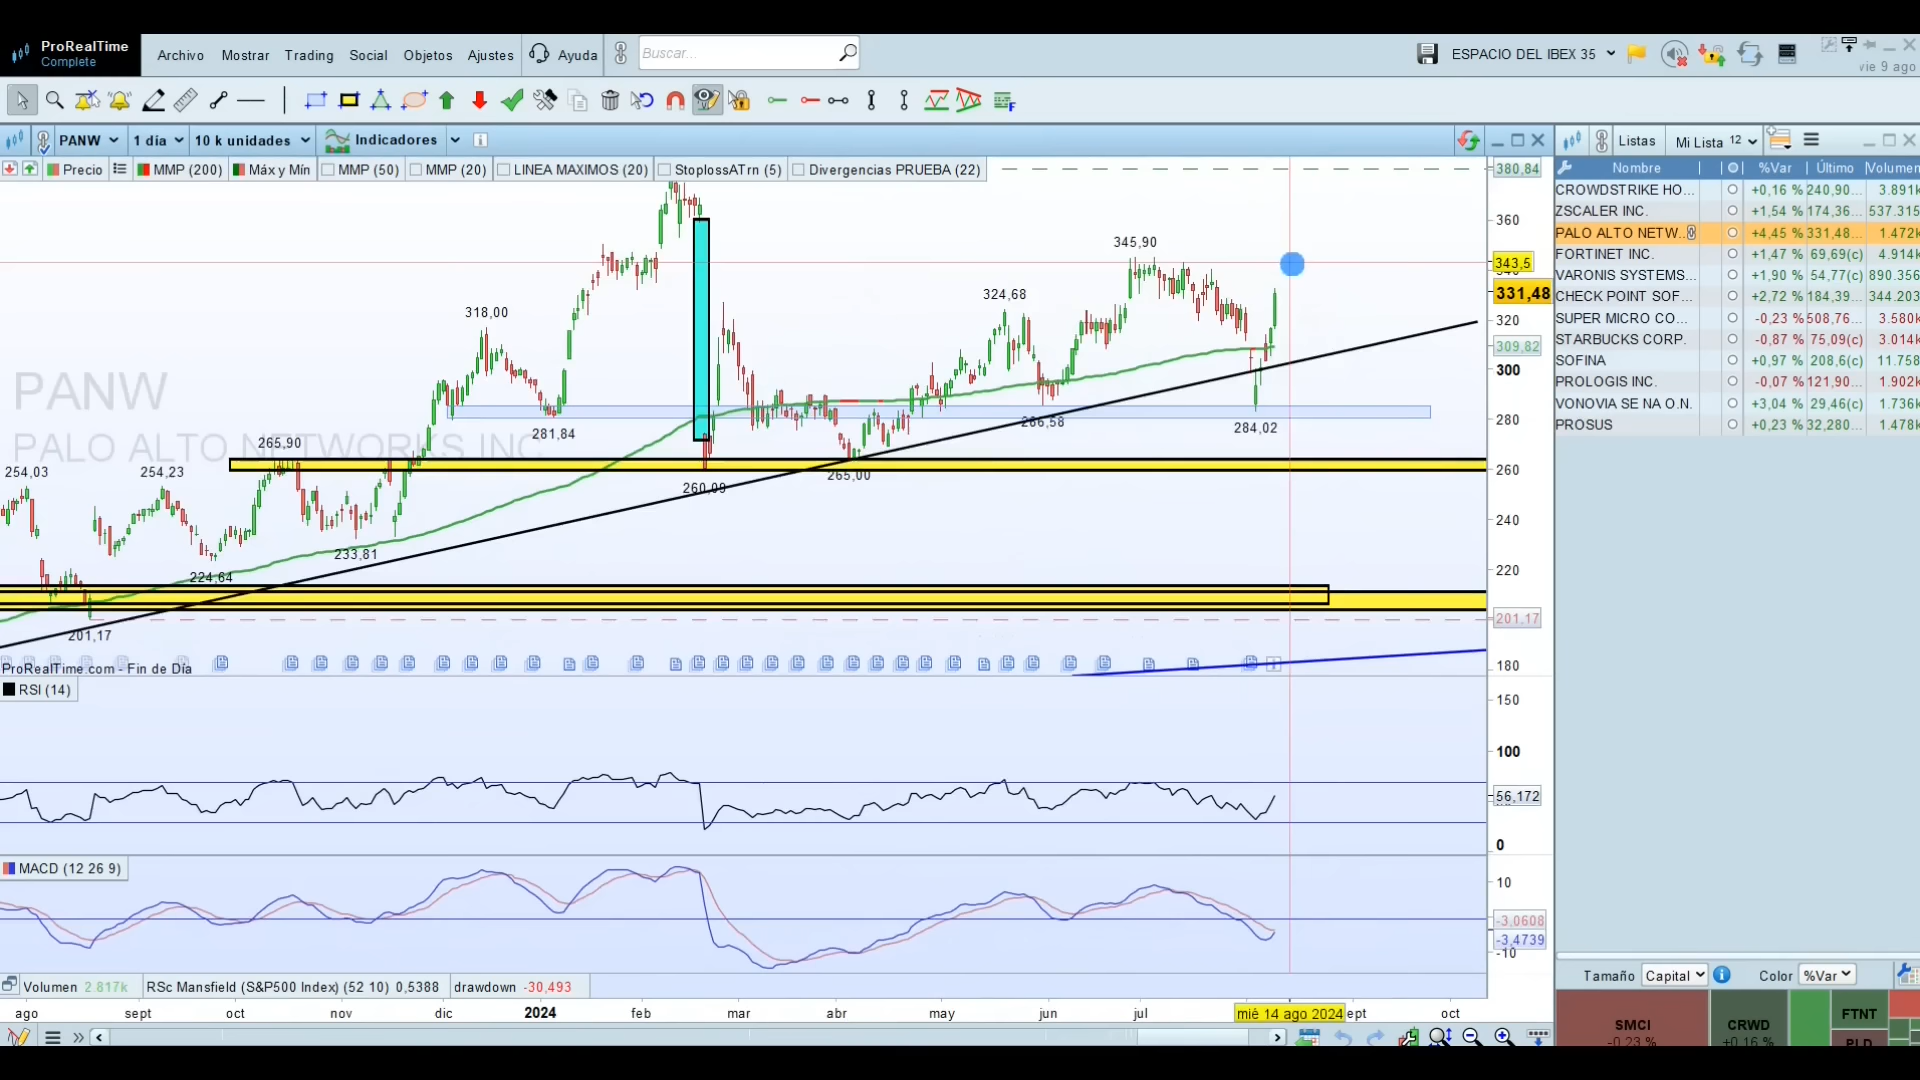 ProRealTime
Complete
Archivo Mostrar Trading Social Objetos Ajustes Ayuda Buscar... ESPACIO DEL IBEX 35
vie 9 ago
PANW 1 día 10 k unidades Indicadores
Listas Mi Lista 12
Precio MMP (200) Máx y Mín MMP (50) MMP (20) LINEA MAXIMOS (20) StoplossATrn (5) Divergencias PRUEBA (22)
Nombre %Var Último Volumen
CROWDSTRIKE HO... +0,16 % 240,90... 3.891k
ZSCALER INC. +1,54 % 174,36... 537.315
PALO ALTO NETW.. +4,45 % 331,48... 1.472k
FORTINET INC. +1,47 % 69,69(c) 4.914k
VARONIS SYSTEMS... +1,90 % 54,77(c) 890.356
CHECK POINT SOF... +2,72 % 184,39... 344.203
SUPER MICRO CO... -0,23 % 508,76... 3.580k
STARBUCKS CORP. -0,87 % 75,09(c) 3.014k
SOFINA +0,97 % 208,6(c) 11.758
PROLOGIS INC. -0,07 % 121,90... 1.902k
VONOVIA SE NA O.N. +3,04 % 29,46(c) 1.736k
PROSUS +0,23 % 32,280... 1.478k
380,84
360
343,5
331,48
320
309,82
300
280
260
240
220
201,17
180
345,90
324,68
318,00
PANW
PALO ALTO NETWORKS INC.
281,84
286,58
284,02
265,90
254,03
254,23
260,09
265,00
233,81
224,64
201,17
ProRealTime.com - Fin de Día
RSI (14)
150
100
56,172
0
MACD (12 26 9)
10
-3,0608
-3,4739
-10
Volumen 2.817k RSc Mansfield (S&P500 Index) (52 10) 0,5388 drawdown -30,493
ago sept oct nov dic 2024 feb mar abr may jun jul mié 14 ago 2024 ept oct
Tamaño Capital Color %Var
SMCI
-0,23 %
CRWD
+0,16 %
FTNT
PLD